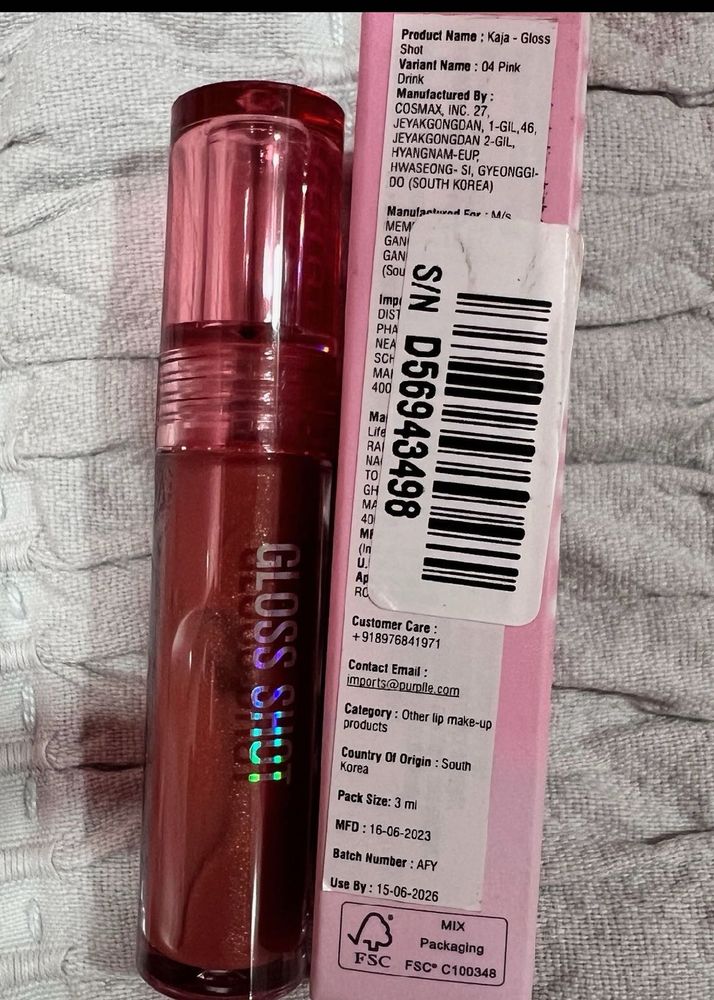 GLOSS SHOT
Product Name : Kaja - Gloss
Shot
Variant Name : 04 Pink
Drink
Manufactured By :
COSMAX, INC. 27,
JEYAKGONGDAN, 1-GIL,46,
JEYAKGONGDAN 2-GIL,
HYANGNAM-EUP,
HWASEONG- SI, GYEONGGI-
DO (SOUTH KOREA)
Manufactured For : M/s
S/N D56943498
Customer Care :
+918976841971
Contact Email :
imports@purplle.com
Category : Other lip make-up
products
Country Of Origin : South
Korea
Pack Size: 3 ml
MFD : 16-06-2023
Batch Number : AFY
Use By : 15-06-2026
FSC
MIX
Packaging
FSC® C100348